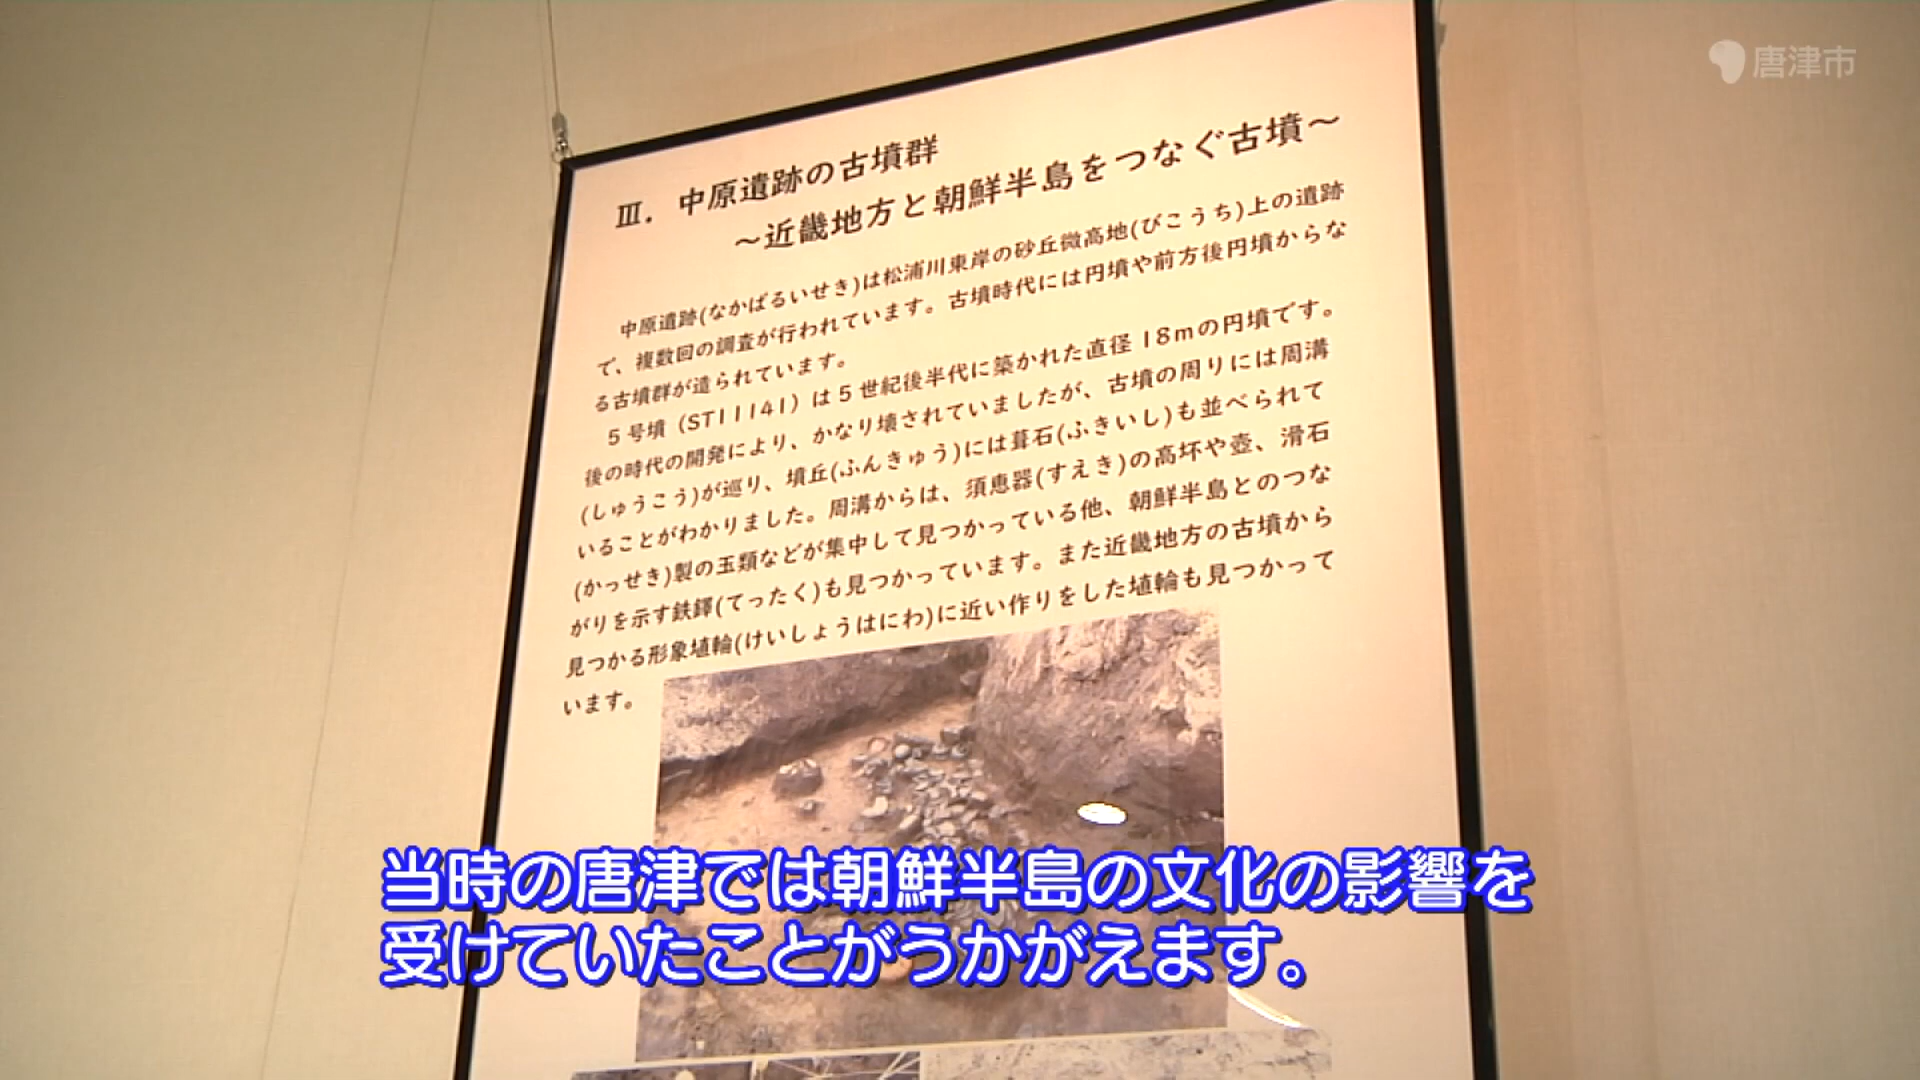 唐津市
Ⅲ. 中原遺跡の古墳群
～近畿地方と朝鮮半島をつなぐ古墳～
中原遺跡(なかばるいせき)は松浦川東岸の砂丘微高地(びこうち)上の遺跡
で、複数回の調査が行われています。古墳時代には円墳や前方後円墳からな
る古墳群が造られています。
5号墳（ST11141）は5世紀後半代に築かれた直径18mの円墳です。
後の時代の開発により、かなり壊されていましたが、古墳の周りには周溝
(しゅうこう)が巡り、墳丘(ふんきゅう)には葺石(ふきいし)も並べられて
いることがわかりました。周溝からは、須恵器(すえき)の高坏や壺、滑石
(かっせき)製の玉類などが集中して見つかっている他、朝鮮半島とのつな
がりを示す鉄鐸(てったく)も見つかっています。また近畿地方の古墳から
見つかる形象埴輪(けいしょうはにわ)に近い作りをした埴輪も見つかって
います。
当時の唐津では朝鮮半島の文化の影響を
受けていたことがうかがえます。